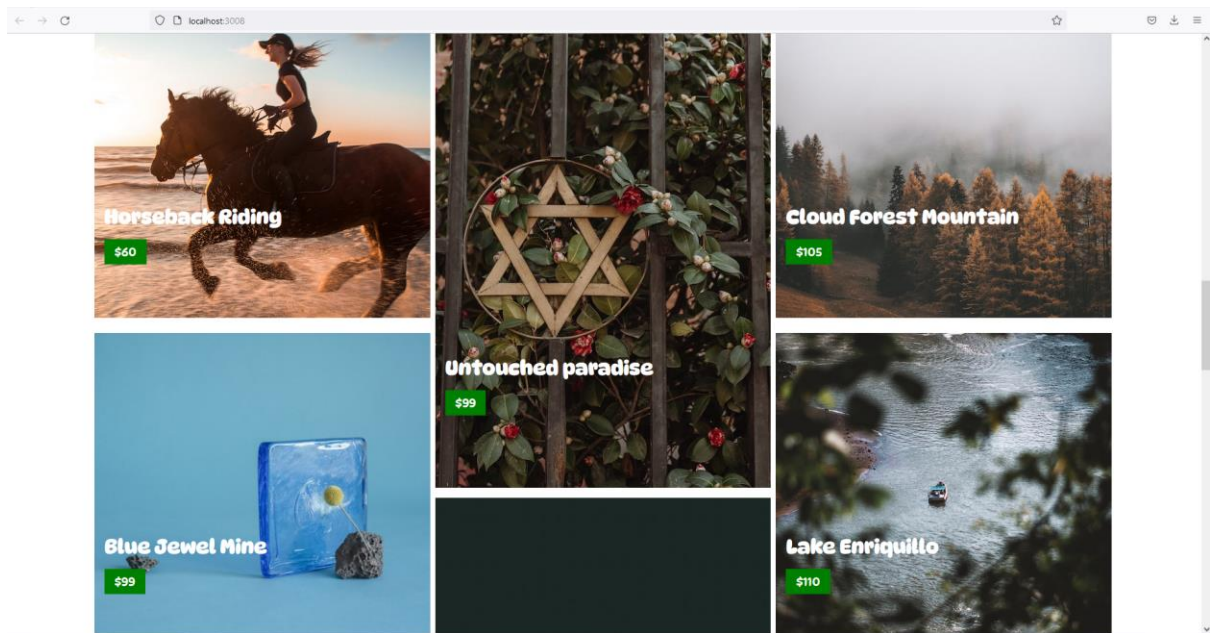 localhost:3008
Horseback Riding
$60
Untouched paradise
$99
Cloud Forest Mountain
$105
Blue Jewel Mine
$99
Lake Enriquillo
$110